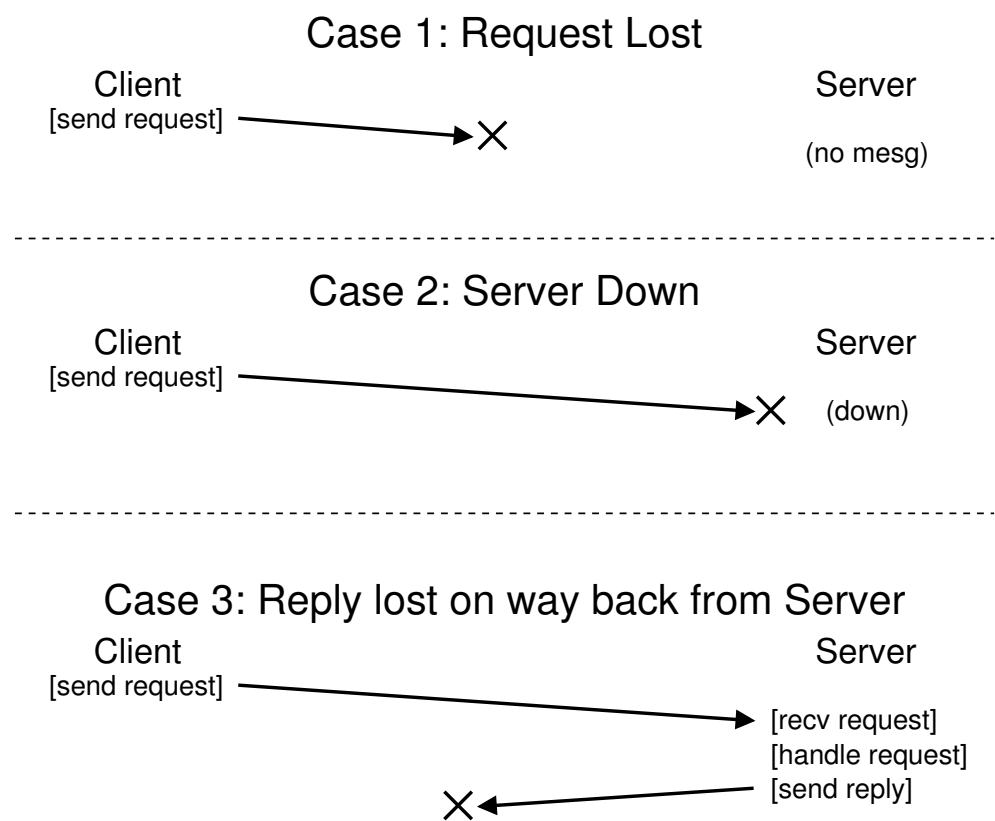 Case 1: Request Lost
Client Server
[send request]
(no mesg)
Case 2: Server Down
Client Server
[send request]
(down)
Case 3: Reply lost on way back from Server
Client Server
[send request]
[recv request]
[handle request]
[send reply]